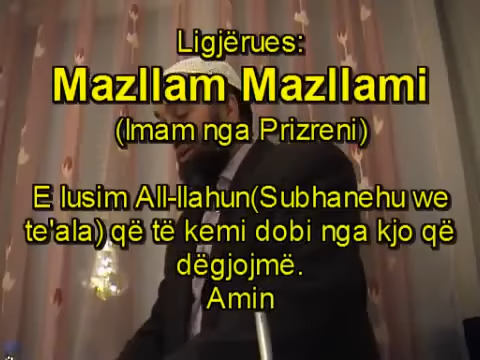 Ligjërues:
Mazllam Mazllami
(Imam nga Prizreni)
E lusim All-llahun(Subhanehu we
te'ala) që të kemi dobi nga kjo që
dëgjojmë.
Amin